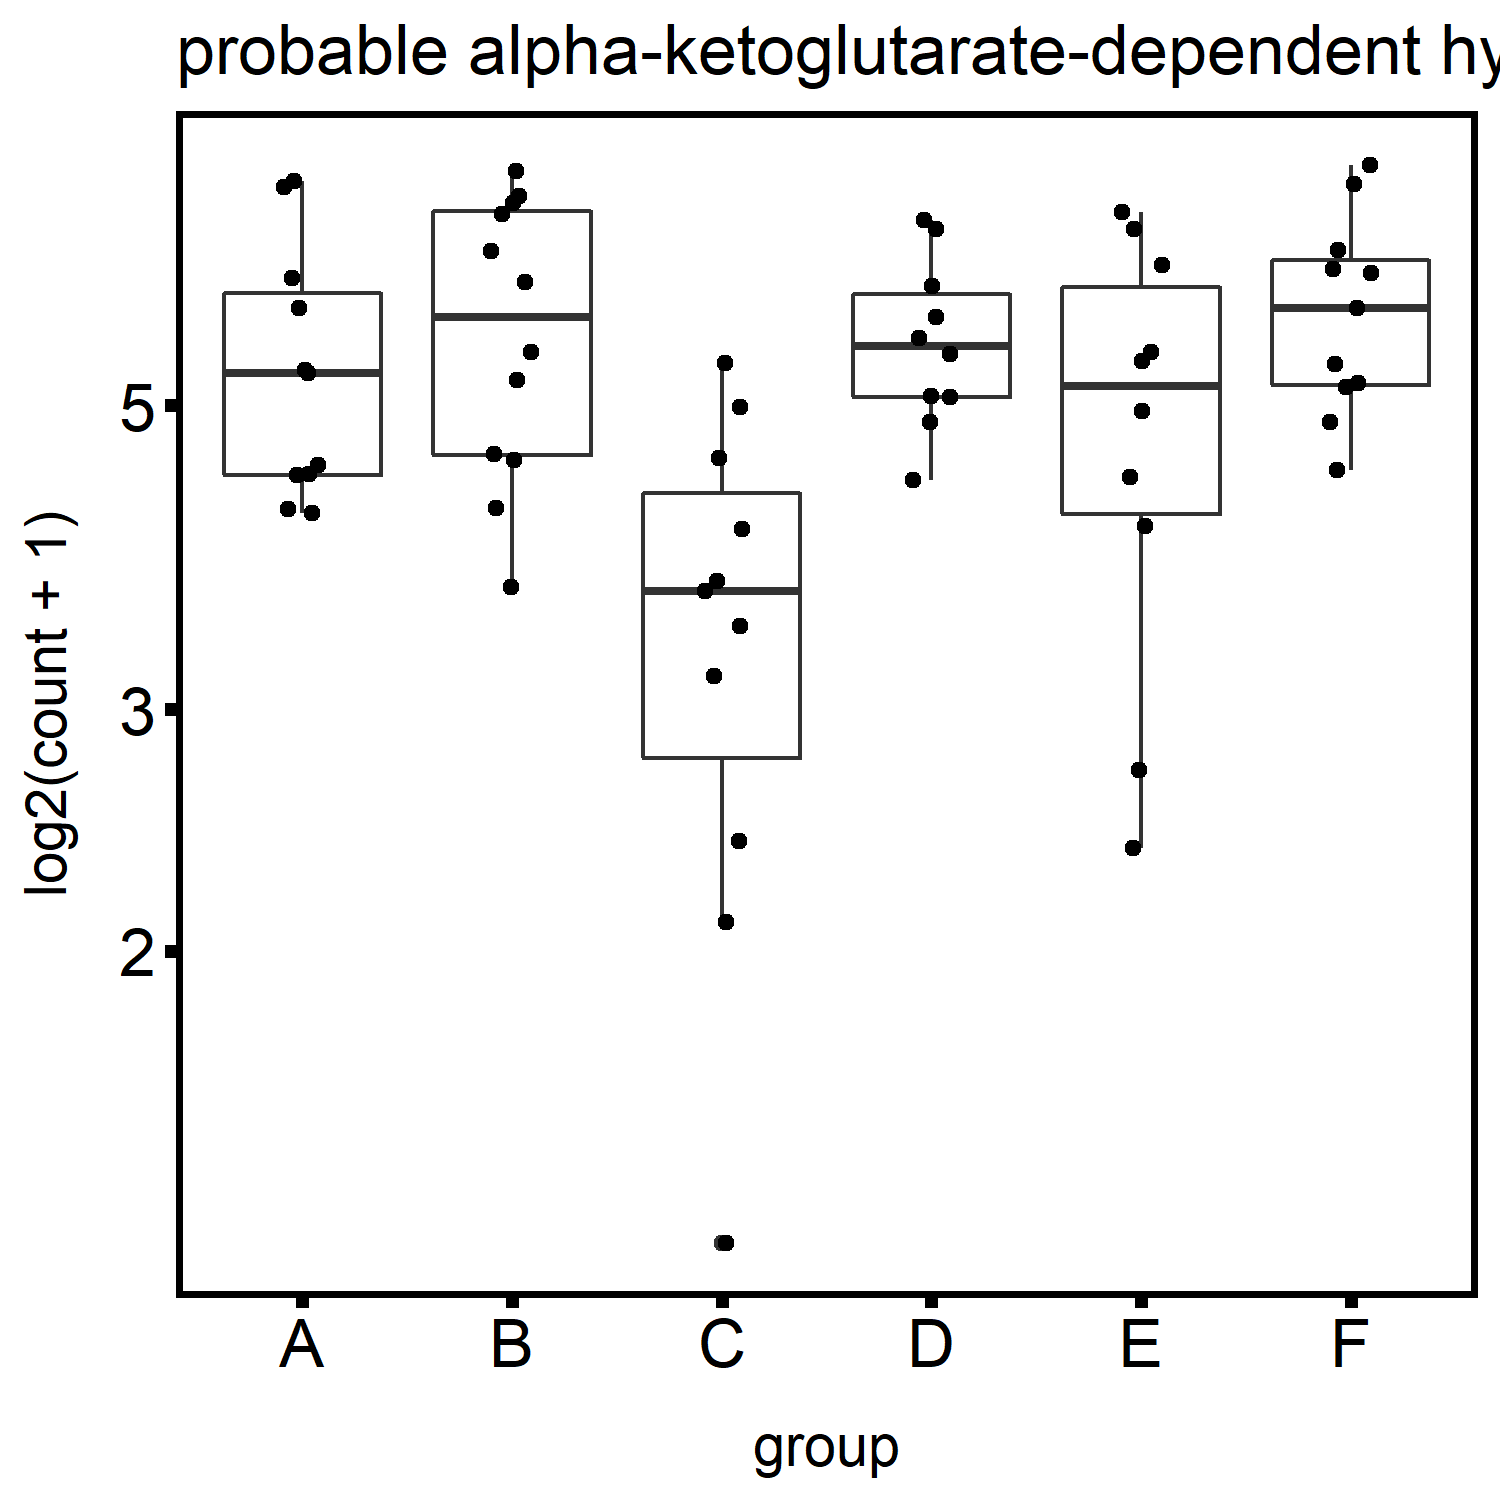 probable alpha-ketoglutarate-dependent hy
log2(count + 1)
5
3
2
A B C D E F
group